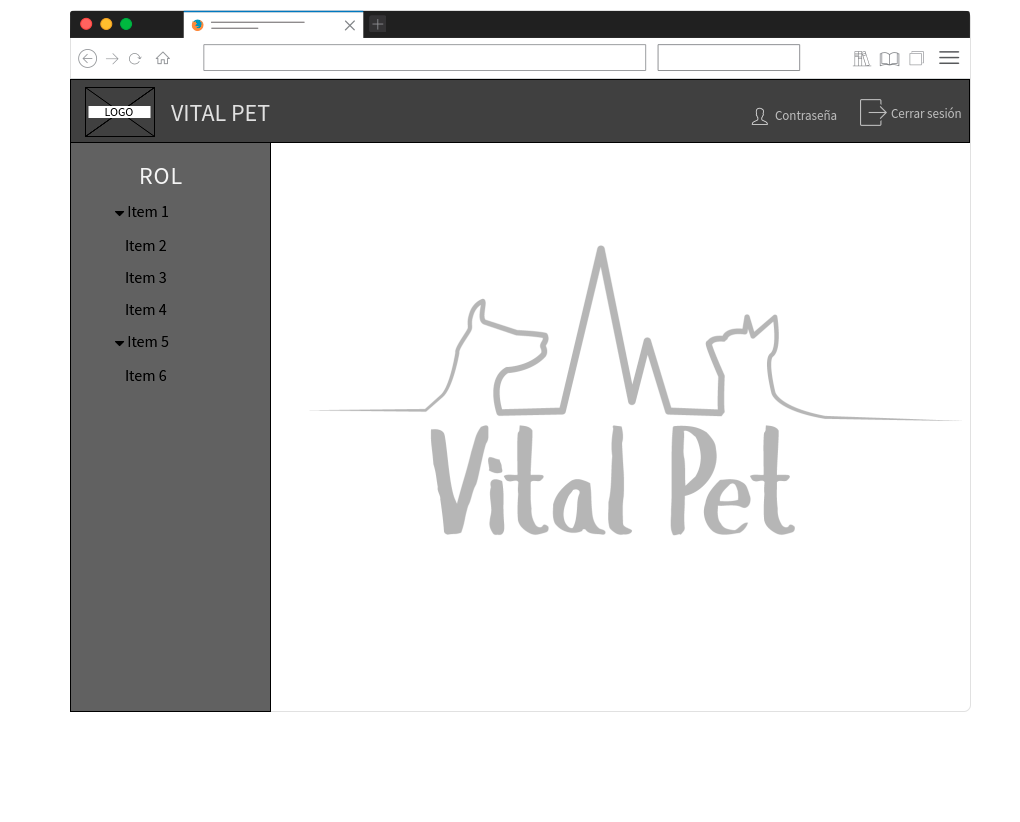 LOGO
VITAL PET
Contraseña
Cerrar sesión
ROL
Item 1
Item 2
Item 3
Item 4
Item 5
Item 6
Vital Pet